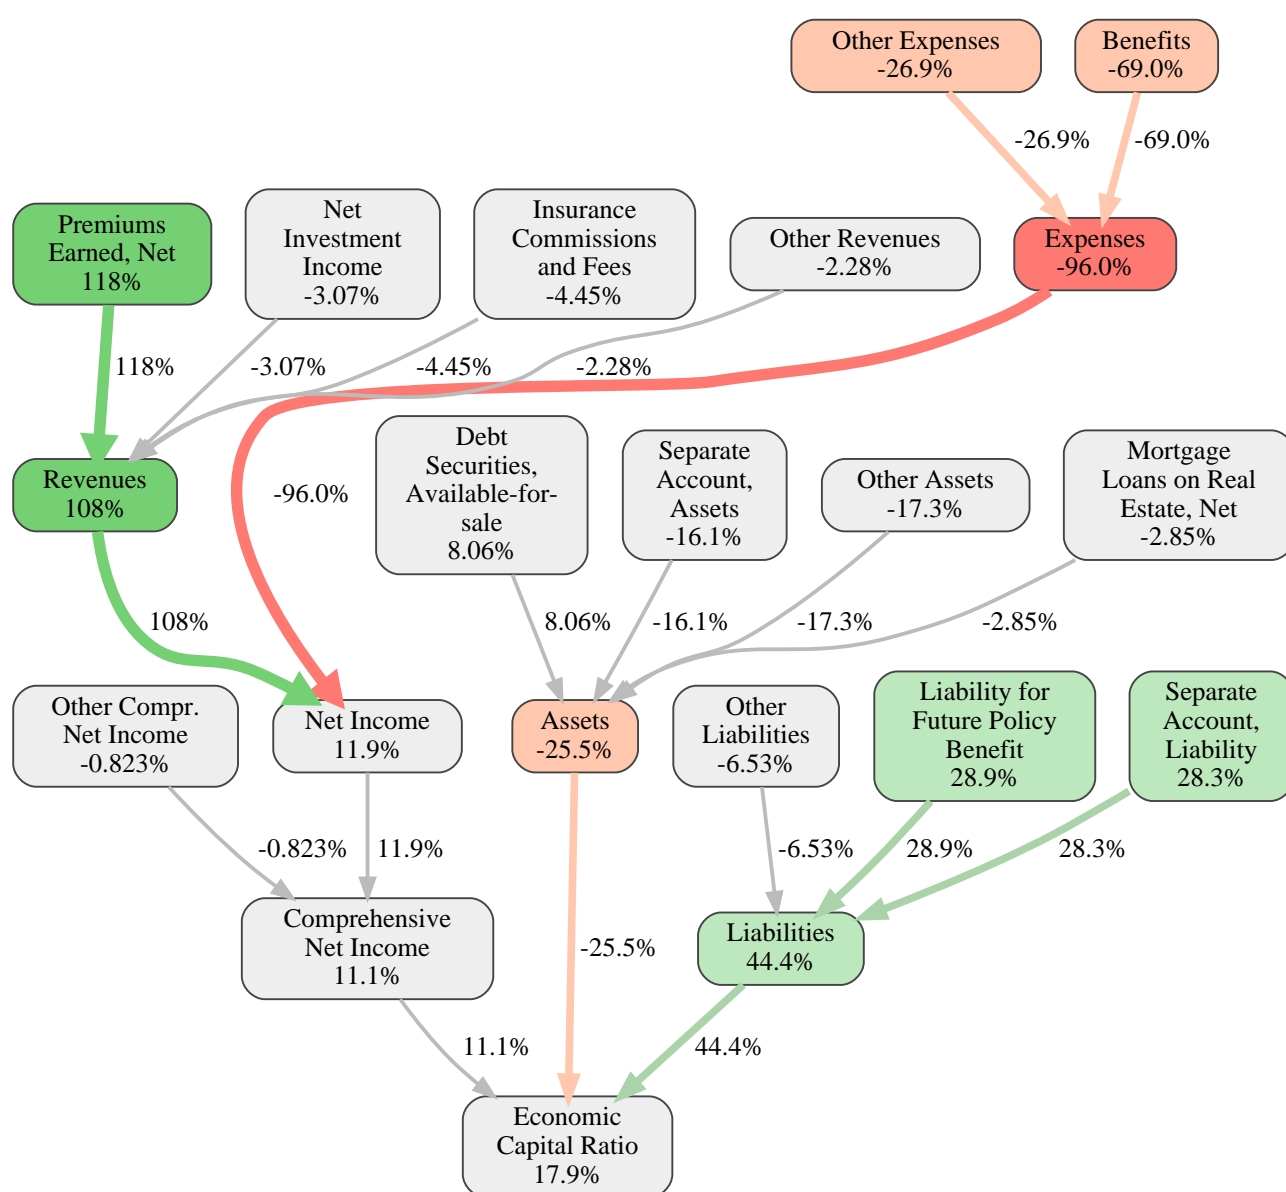 Other Expenses
-26.9%
Benefits
-69.0%
-26.9%
-69.0%
Premiums
Earned, Net
118%
Net
Investment
Income
-3.07%
Insurance
Commissions
and Fees
-4.45%
Other Revenues
-2.28%
Expenses
-96.0%
118%
-3.07%
-4.45%
-2.28%
Revenues
108%
-96.0%
Debt
Securities,
Available-for-
sale
8.06%
Separate
Account,
Assets
-16.1%
Other Assets
-17.3%
Mortgage
Loans on Real
Estate, Net
-2.85%
108%
8.06%
-16.1%
-17.3%
-2.85%
Other Compr.
Net Income
-0.823%
Net Income
11.9%
Assets
-25.5%
Other
Liabilities
-6.53%
Liability for
Future Policy
Benefit
28.9%
Separate
Account,
Liability
28.3%
-0.823%
11.9%
-6.53%
28.9%
28.3%
Comprehensive
Net Income
11.1%
-25.5%
Liabilities
44.4%
11.1%
44.4%
Economic
Capital Ratio
17.9%